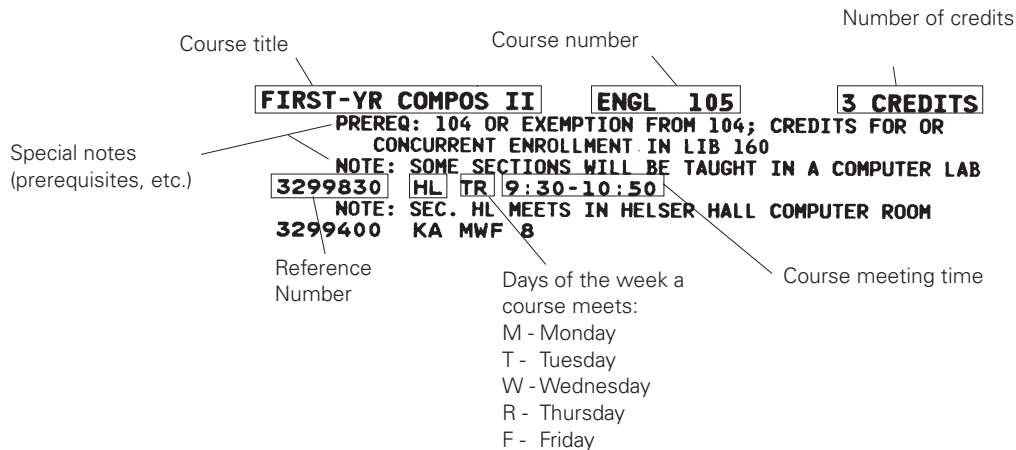 Number of credits
Course title
Course number
FIRST-YR COMPOS II ENGL 105 3 CREDITS
PREREQ: 104 OR EXEMPTION FROM 104; CREDITS FOR OR
CONCURRENT ENROLLMENT IN LIB 160
Special notes
(prerequisites, etc.)
NOTE: SOME SECTIONS WILL BE TAUGHT IN A COMPUTER LAB
3299830 HL TR 9:30-10:50
NOTE: SEC. HL MEETS IN HELSER HALL COMPUTER ROOM
3299400 KA MWF 8
Reference
Number
Days of the week a
course meets:
M - Monday
T - Tuesday
W - Wednesday
R - Thursday
F - Friday
Course meeting time